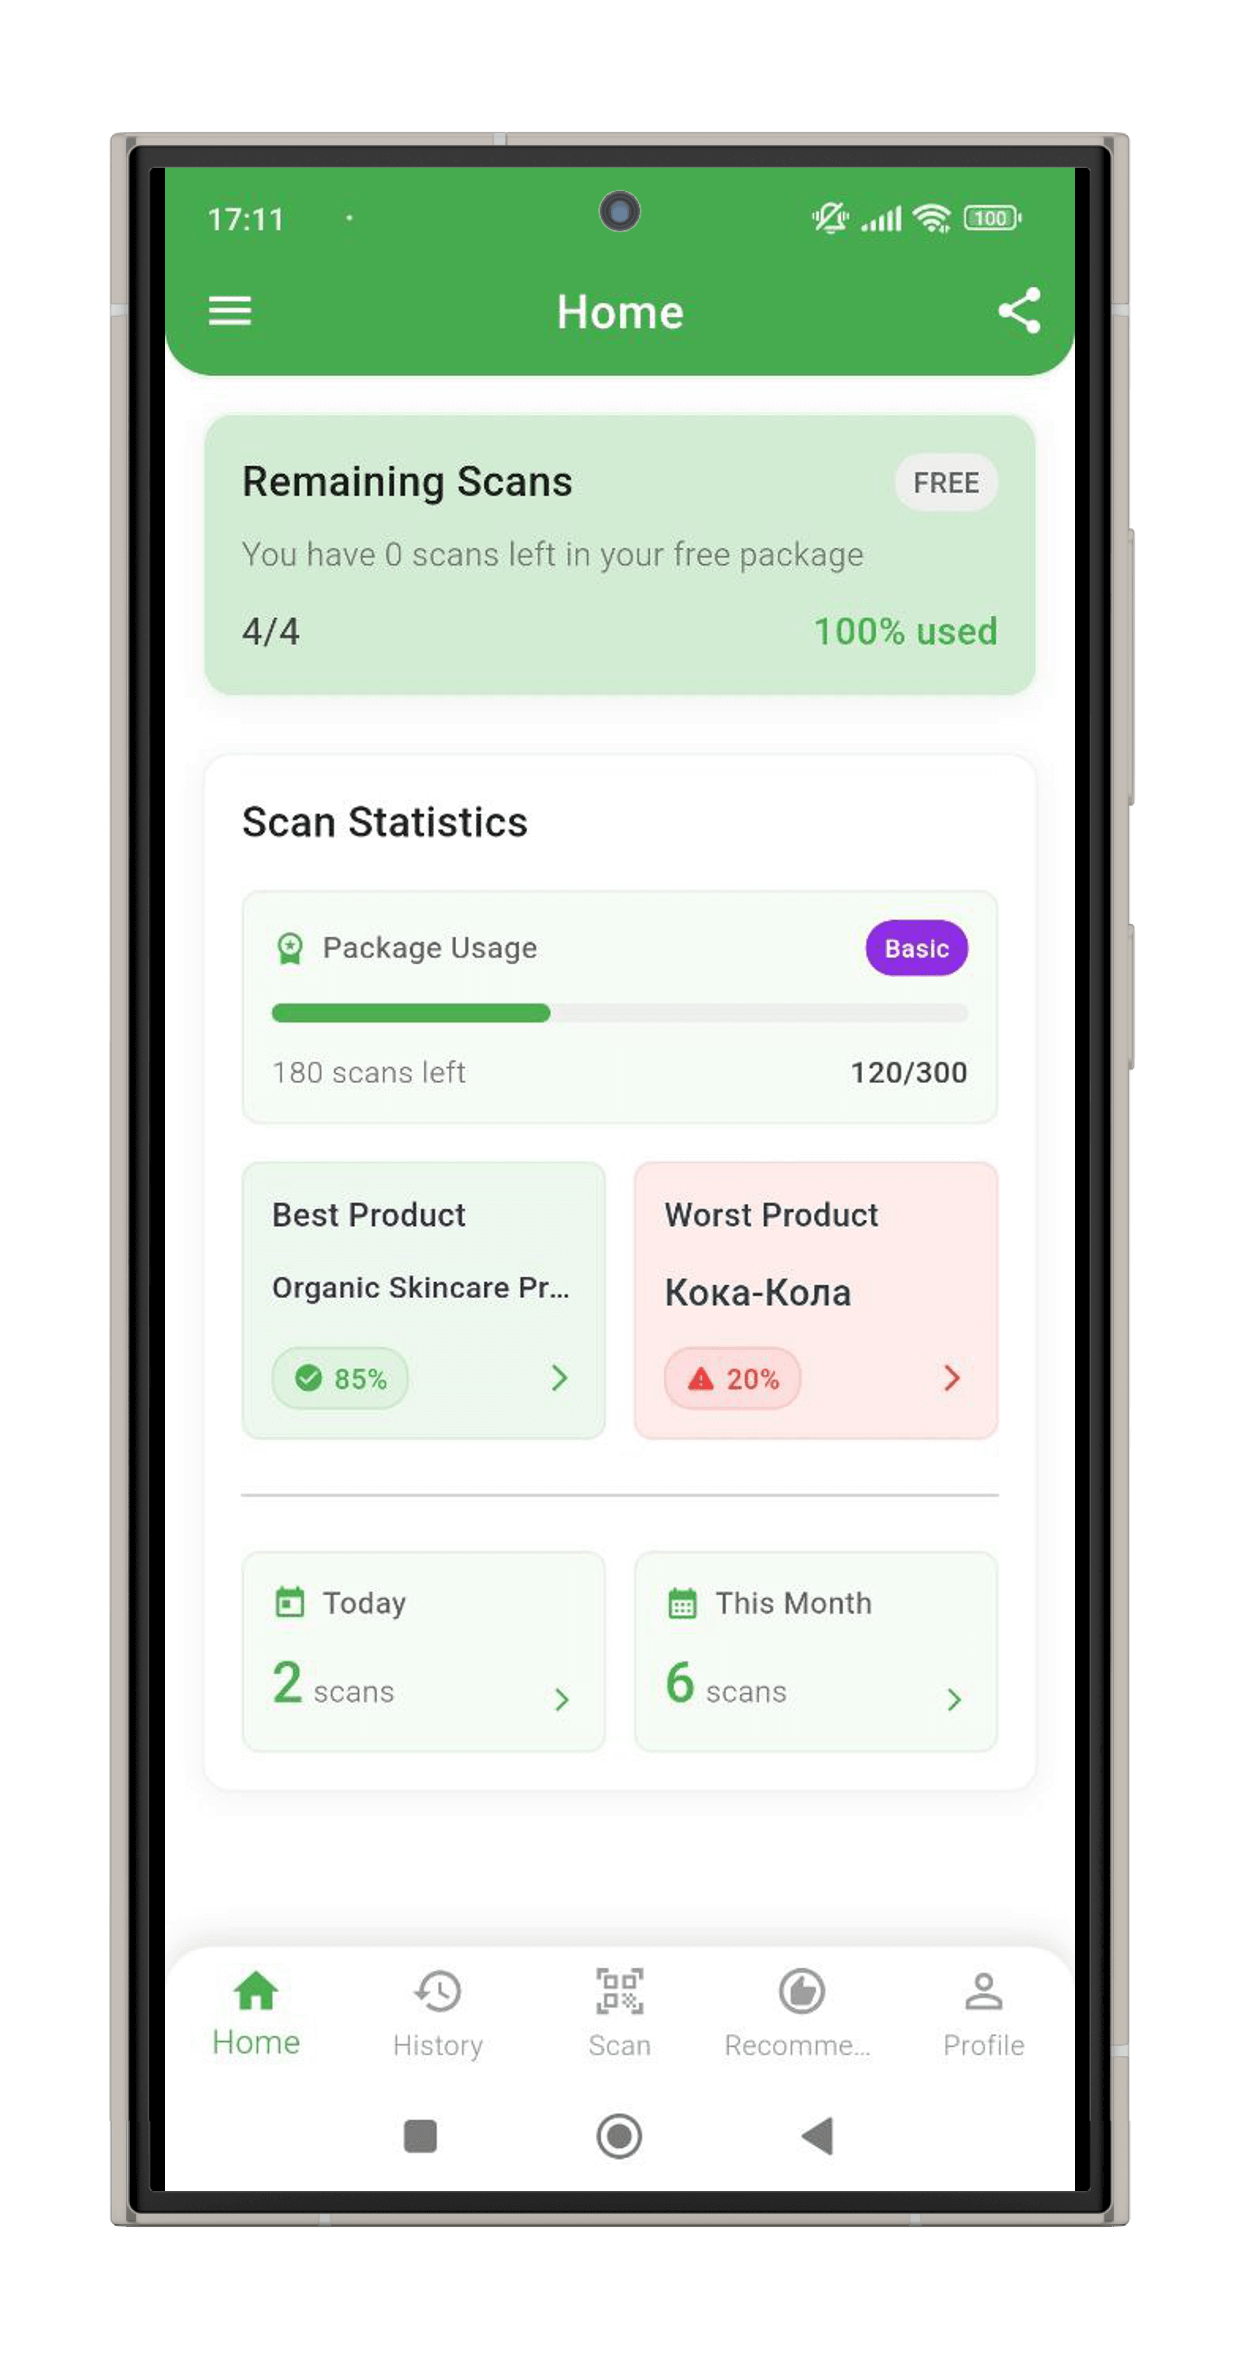 17:11
100
Home
Remaining Scans
FREE
You have 0 scans left in your free package
4/4
100% used
Scan Statistics
Package Usage
Basic
180 scans left
120/300
Best Product
Organic Skincare Pr...
85%
Worst Product
Кока-Кола
20%
Today
2 scans
This Month
6 scans
Home
History
Scan
Recomme...
Profile